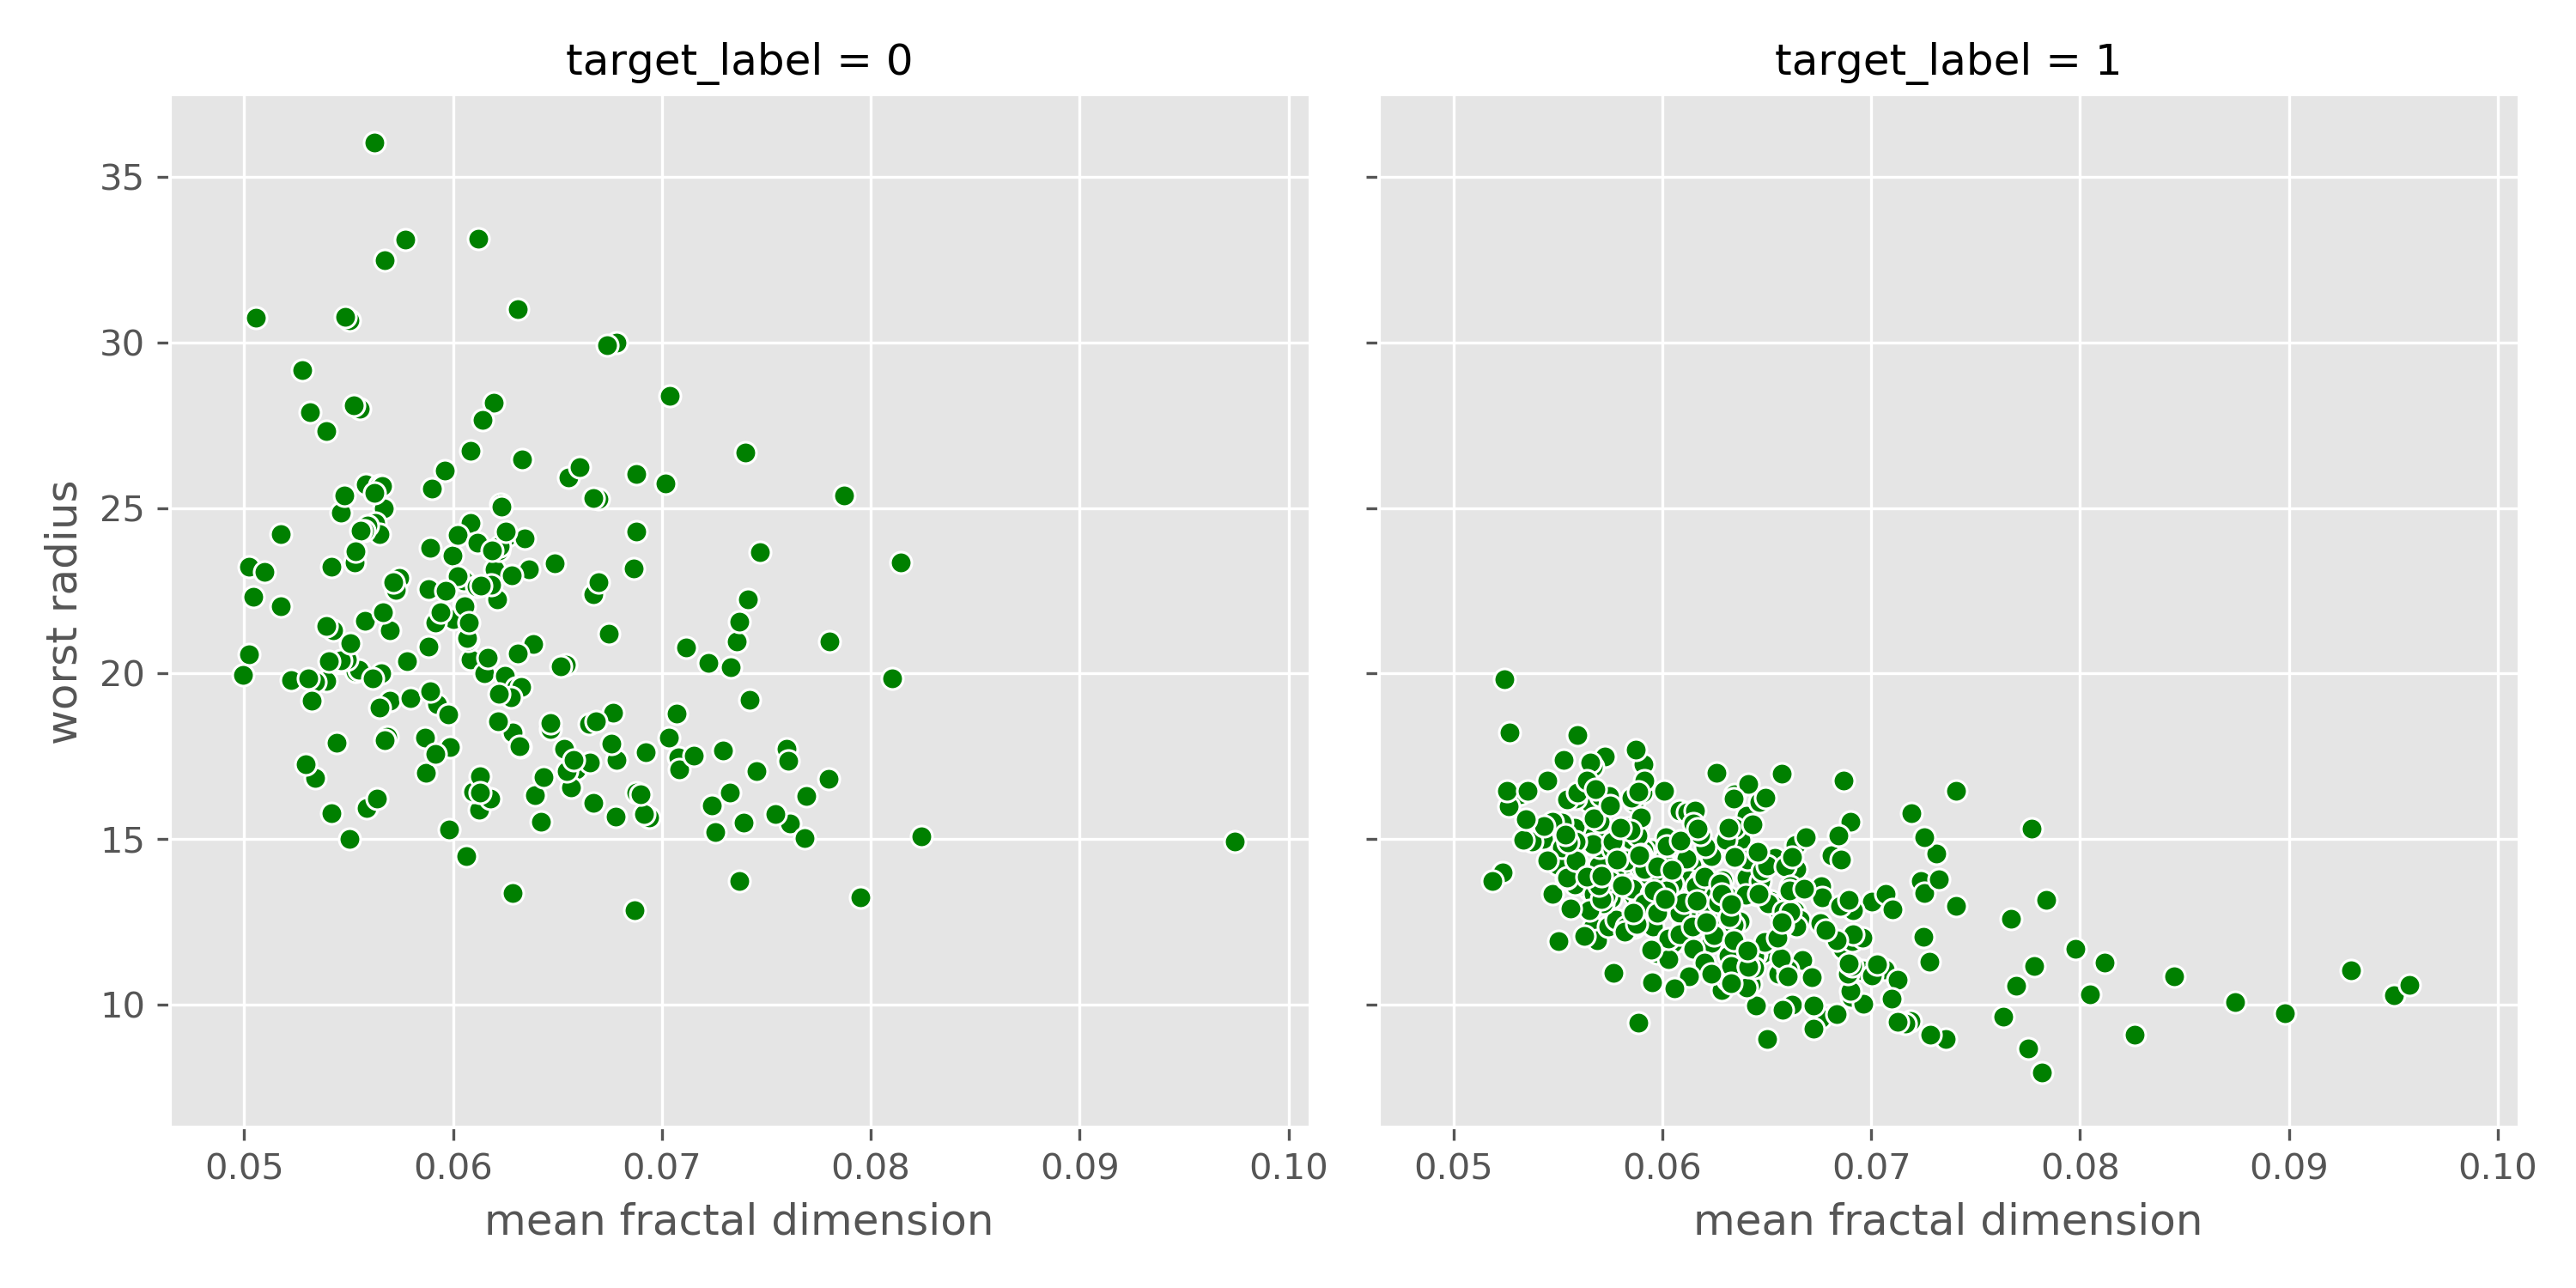 target_label = 0
target_label = 1
worst radius
35
30
25
20
15
10
0.05 0.06 0.07 0.08 0.09 0.10
0.05 0.06 0.07 0.08 0.09 0.10
mean fractal dimension
mean fractal dimension